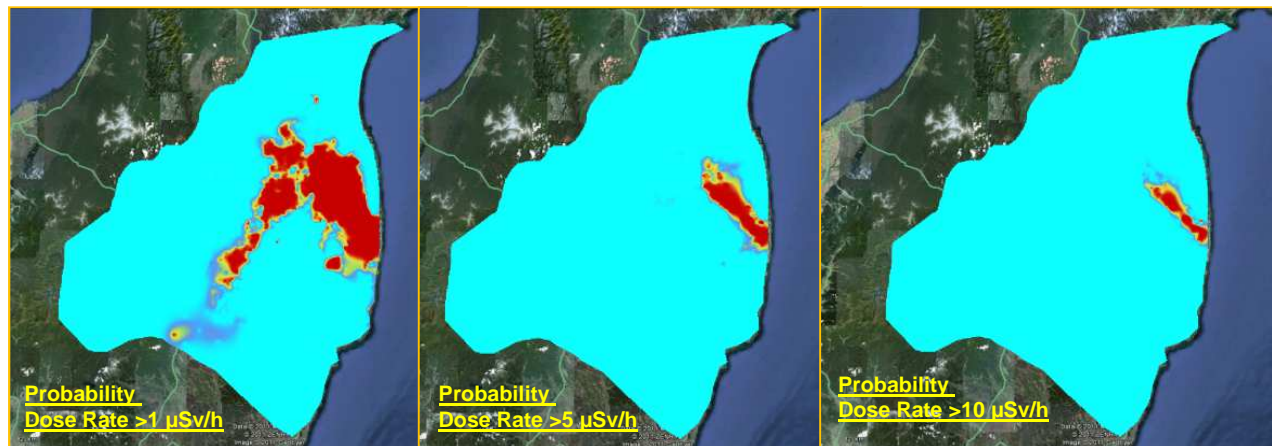 Probability
Dose Rate >1 µSv/h
Probability
Dose Rate >5 µSv/h
Probability
Dose Rate >10 µSv/h